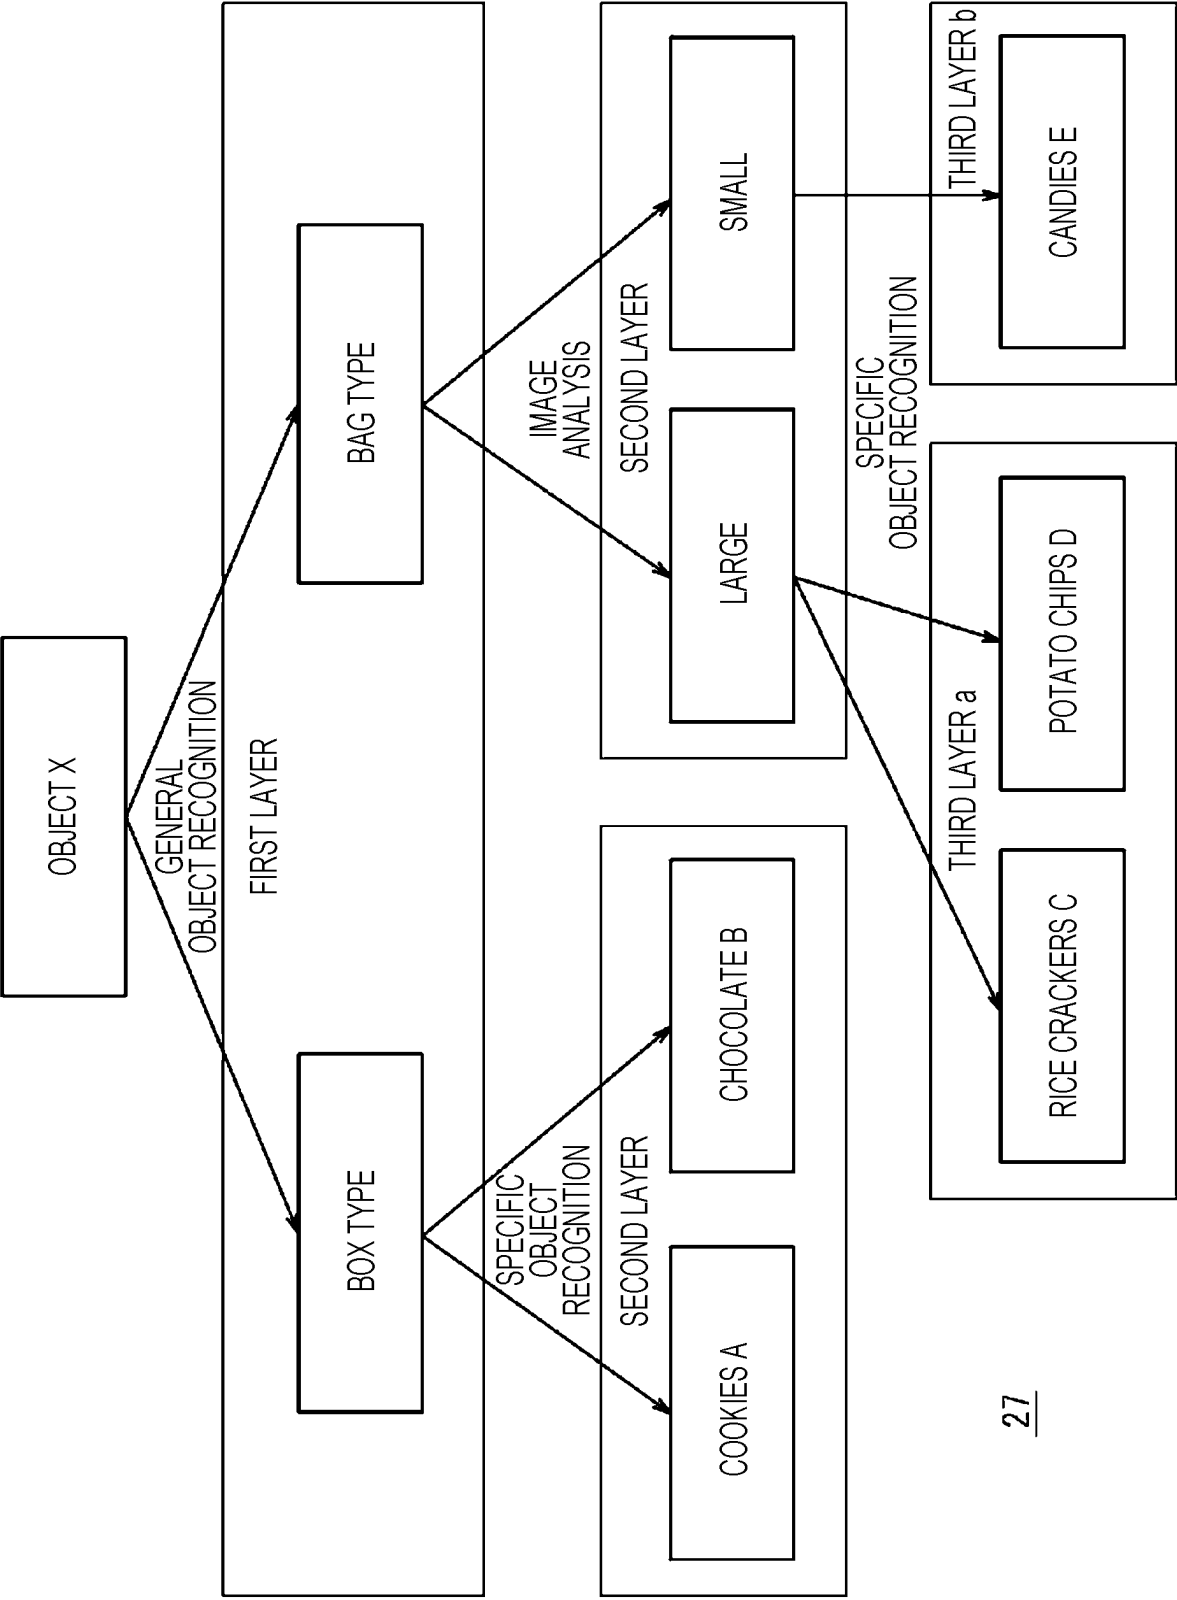 OBJECT X
GENERAL
OBJECT RECOGNITION
FIRST LAYER
BOX TYPE
BAG TYPE
SPECIFIC
OBJECT
RECOGNITION
SECOND LAYER
IMAGE
ANALYSIS
SECOND LAYER
COOKIES A
CHOCOLATE B
LARGE
SMALL
SPECIFIC
OBJECT RECOGNITION
THIRD LAYER a
THIRD LAYER b
RICE CRACKERS C
POTATO CHIPS D
CANDIES E
27